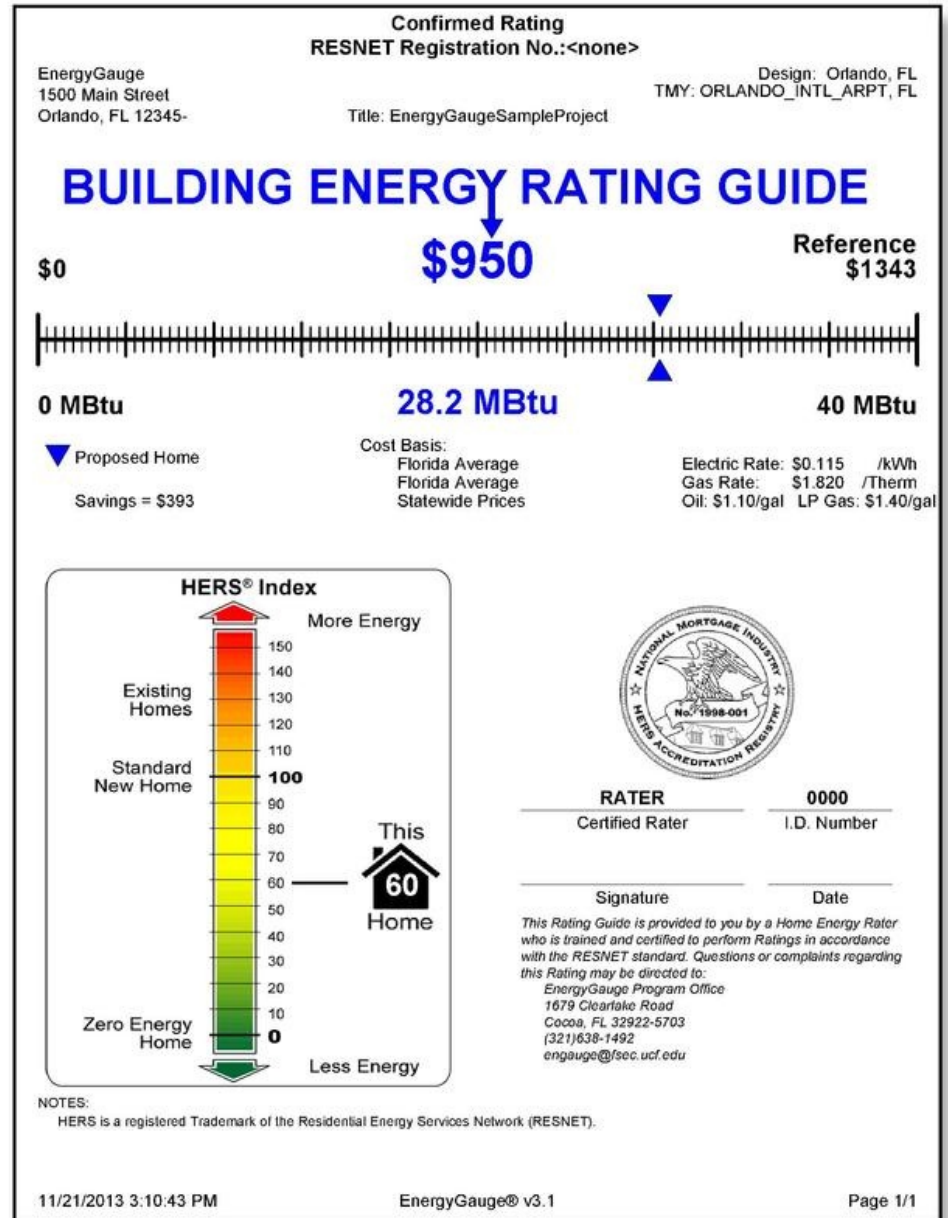 Confirmed Rating
RESNET Registration No.:<none>
EnergyGauge
1500 Main Street
Orlando, FL 12345-
Title: EnergyGaugeSampleProject
Design: Orlando, FL
TMY: ORLANDO_INTL_ARPT, FL
BUILDING ENERGY RATING GUIDE
$0
$950
Reference
$1343
0 MBtu
28.2 MBtu
40 MBtu
Proposed Home
Savings = $393
Cost Basis:
Florida Average
Florida Average
Statewide Prices
Electric Rate: $0.115 /kWh
Gas Rate: $1.820 /Therm
Oil: $1.10/gal LP Gas: $1.40/gal
HERS® Index
More Energy
150
140
Existing
Homes
130
120
110
Standard
New Home
100
90
80
70
60
50
40
30
20
10
Zero Energy
Home
0
Less Energy
This
60
Home
NATIONAL MORTGAGE INDUSTRY
No. 1998-001
HERS ACCREDITATION REGISTRY
RATER 0000
Certified Rater I.D. Number
Signature Date
This Rating Guide is provided to you by a Home Energy Rater
who is trained and certified to perform Ratings in accordance
with the RESNET standard. Questions or complaints regarding
this Rating may be directed to:
EnergyGauge Program Office
1679 Clearlake Road
Cocoa, FL 32922-5703
(321)638-1492
engauge@fsec.ucf.edu
NOTES:
HERS is a registered Trademark of the Residential Energy Services Network (RESNET).
11/21/2013 3:10:43 PM EnergyGauge® v3.1 Page 1/1